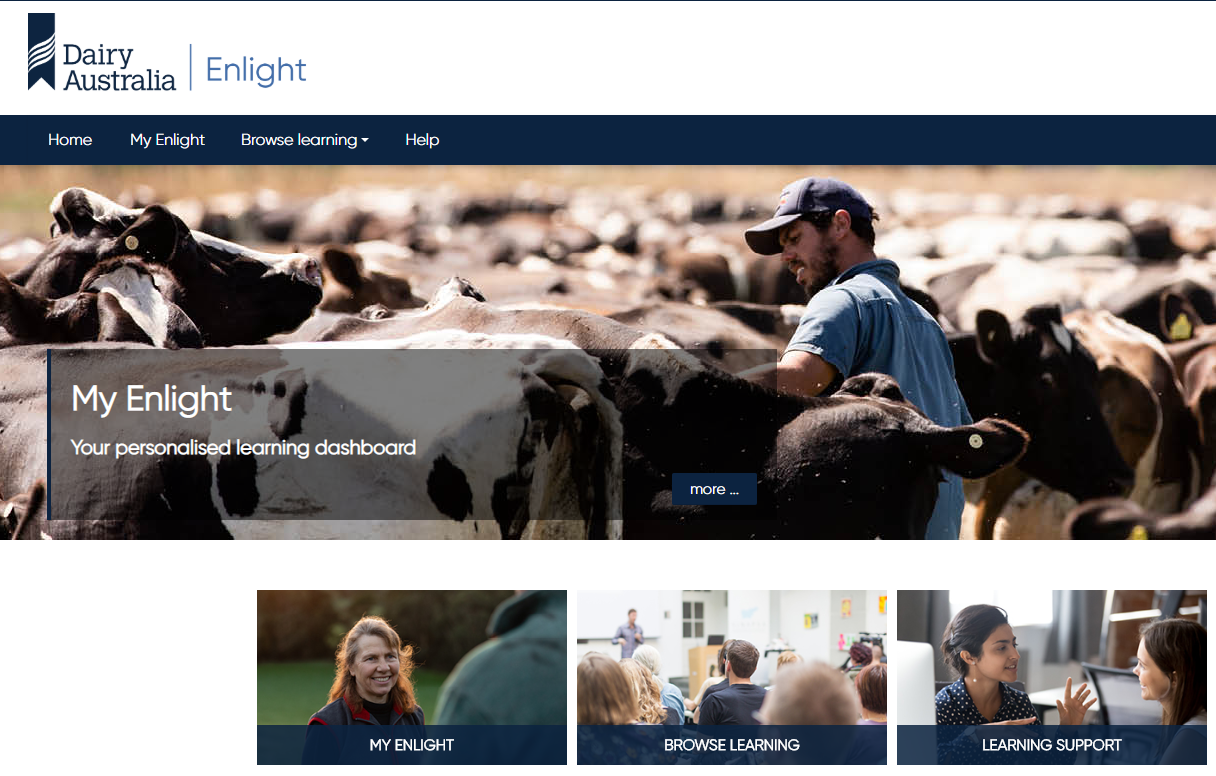 Dairy
Australia
Enlight
Home My Enlight Browse learning Help
My Enlight
Your personalised learning dashboard
more ...
MY ENLIGHT BROWSE LEARNING LEARNING SUPPORT